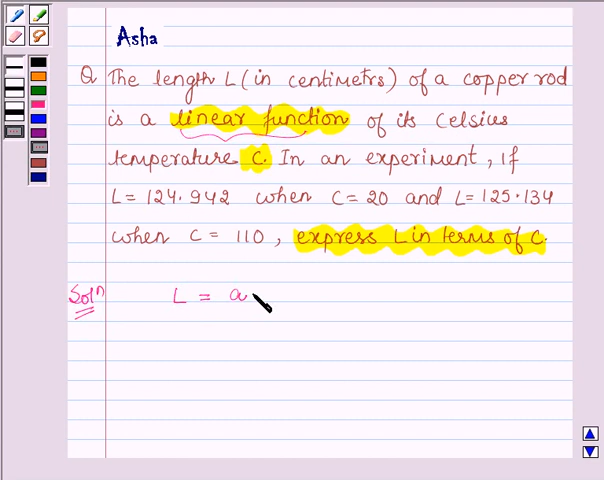 Asha
Q The length L (in centimetrs) of a copper rod
is a linear function of its Celsius
temperature C. In an experiment, if
L = 124.942 when C = 20 and L = 125.134
when C = 110, express L in terms of C.
Solⁿ L = a